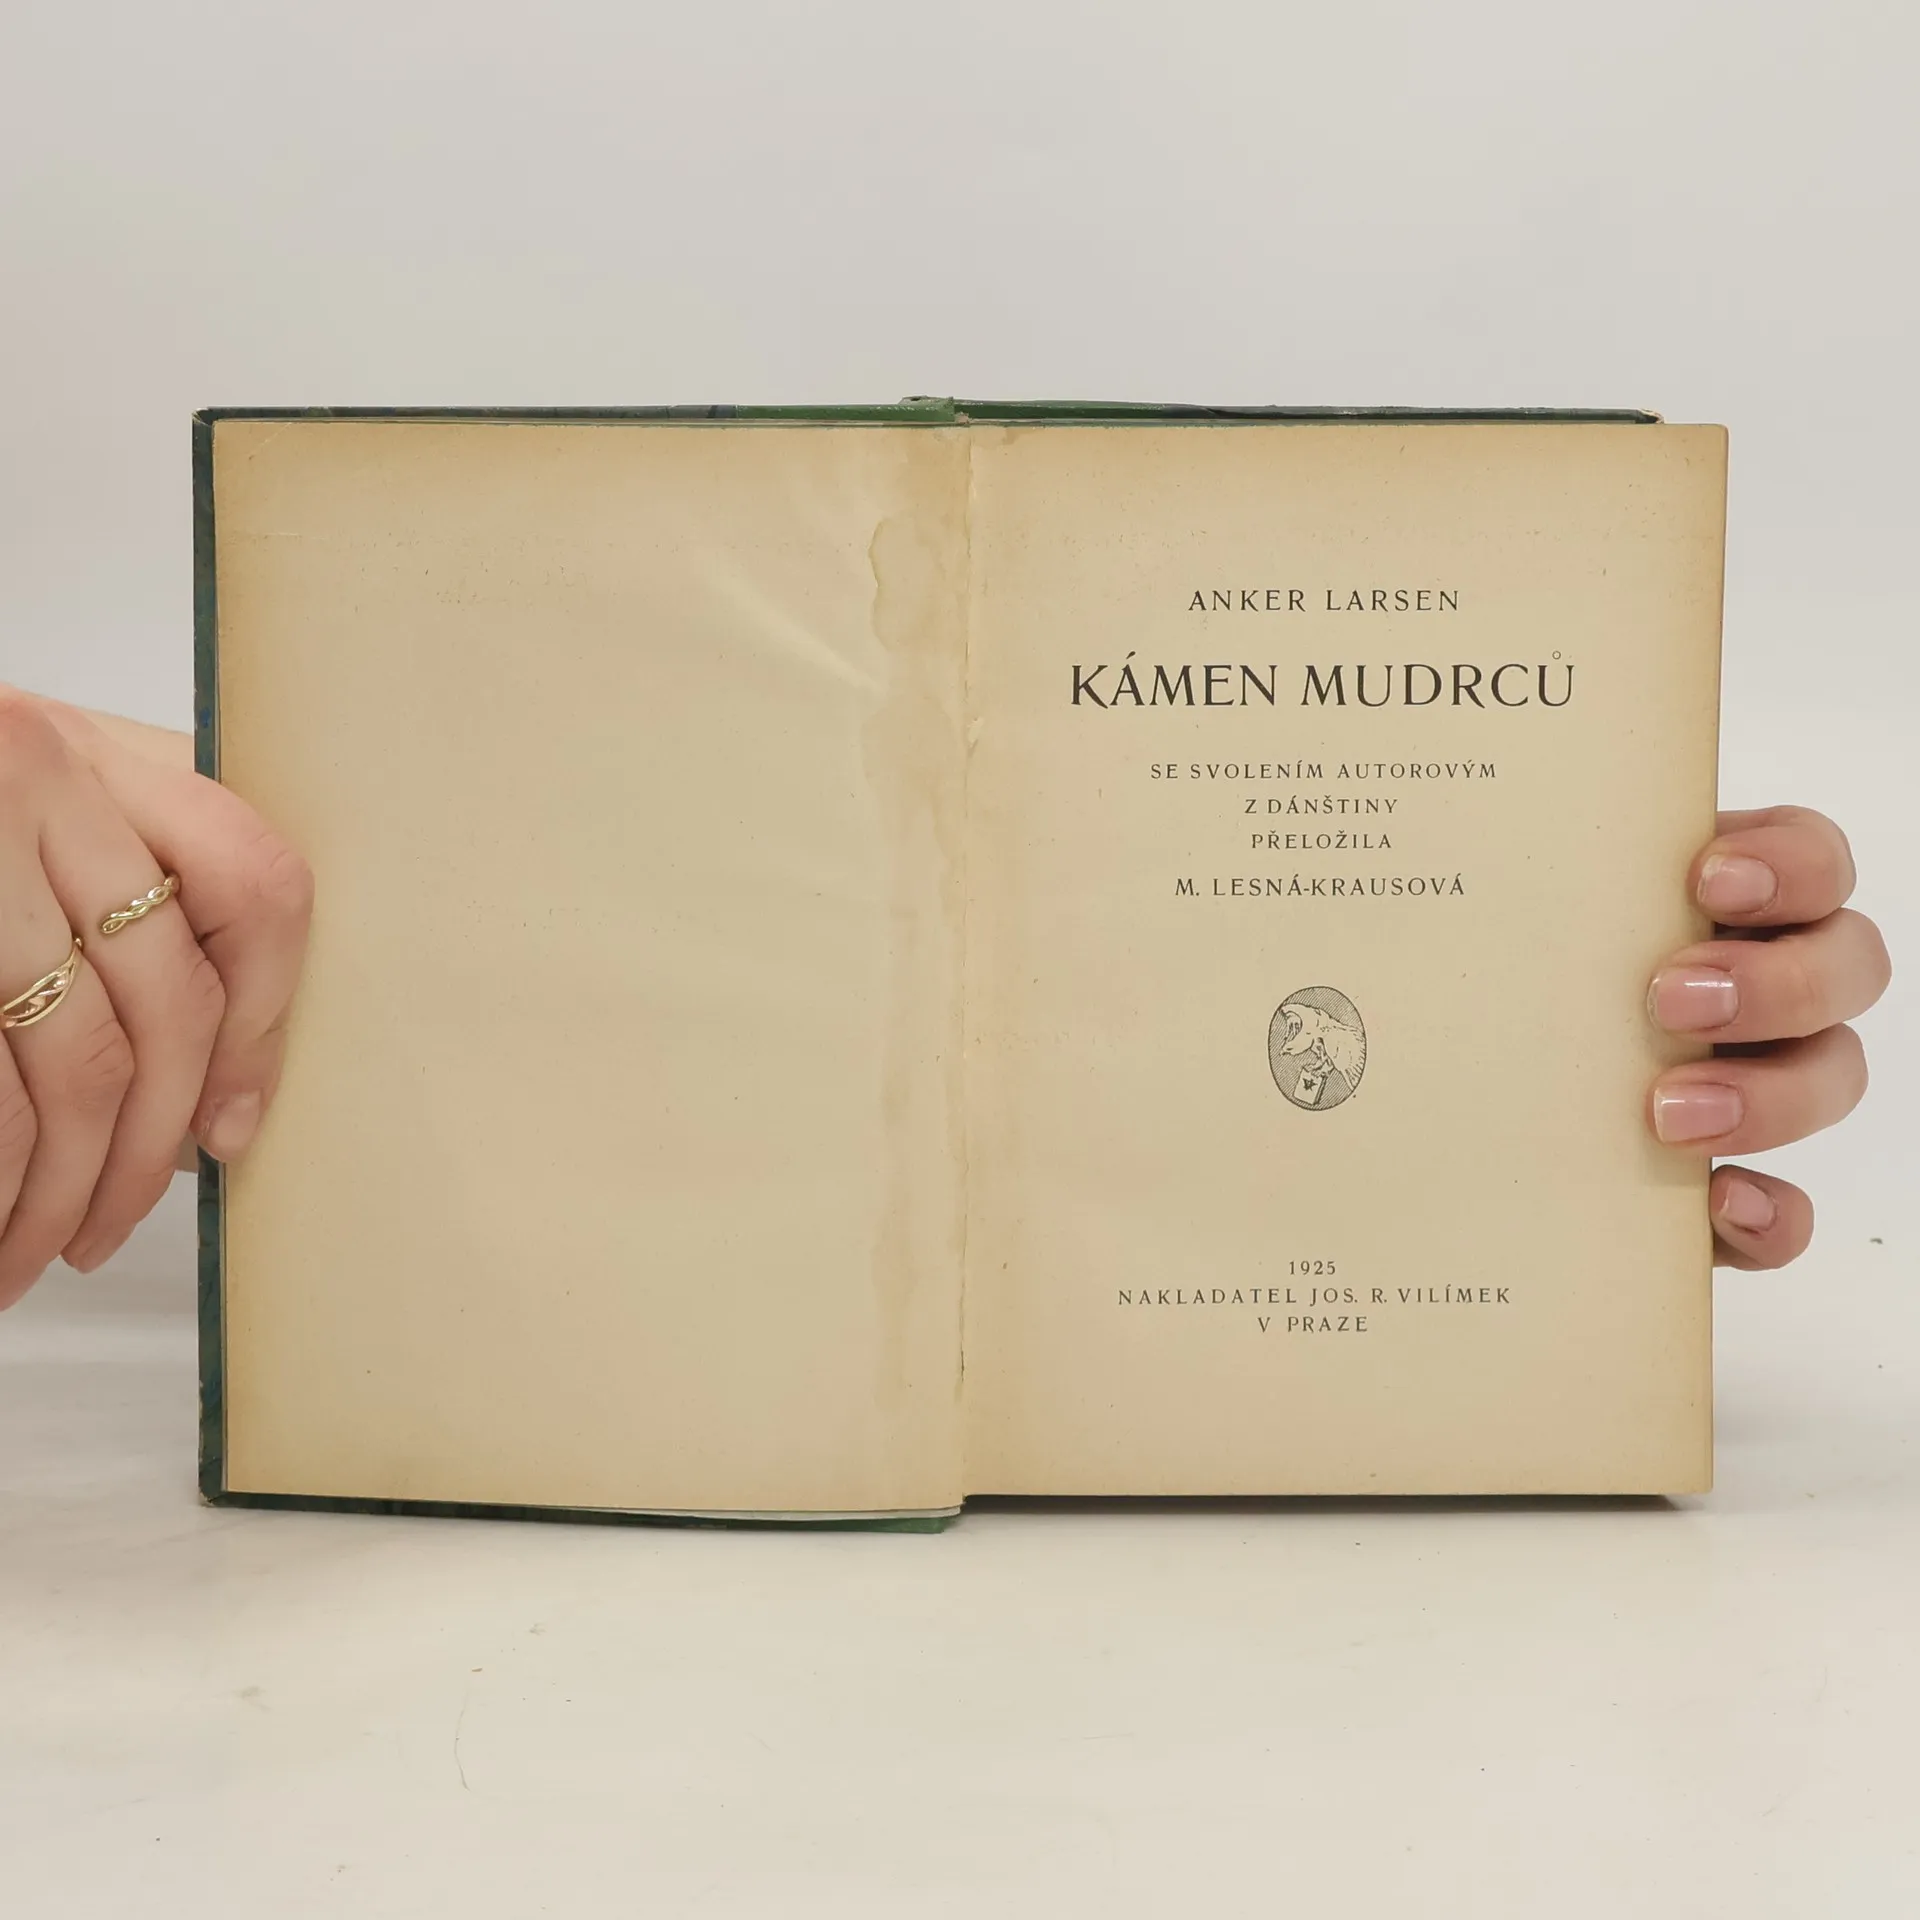 ANKER LARSEN
KÁMEN MUDRCŮ
SE SVOLENÍM AUTOROVÝM
Z DÁNŠTINY
PŘELOŽILA
M. LESNÁ-KRAUSOVÁ
1925
NAKLADATEL JOS. R. VILÍMEK
V PRAZE